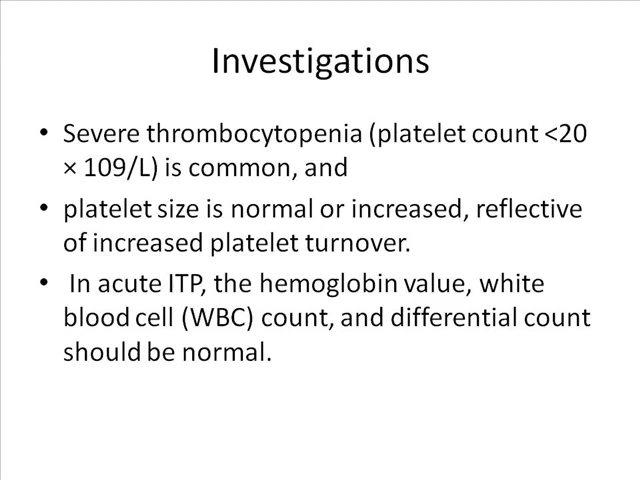 Investigations
• Severe thrombocytopenia (platelet count <20
× 109/L) is common, and
• platelet size is normal or increased, reflective
of increased platelet turnover.
• In acute ITP, the hemoglobin value, white
blood cell (WBC) count, and differential count
should be normal.